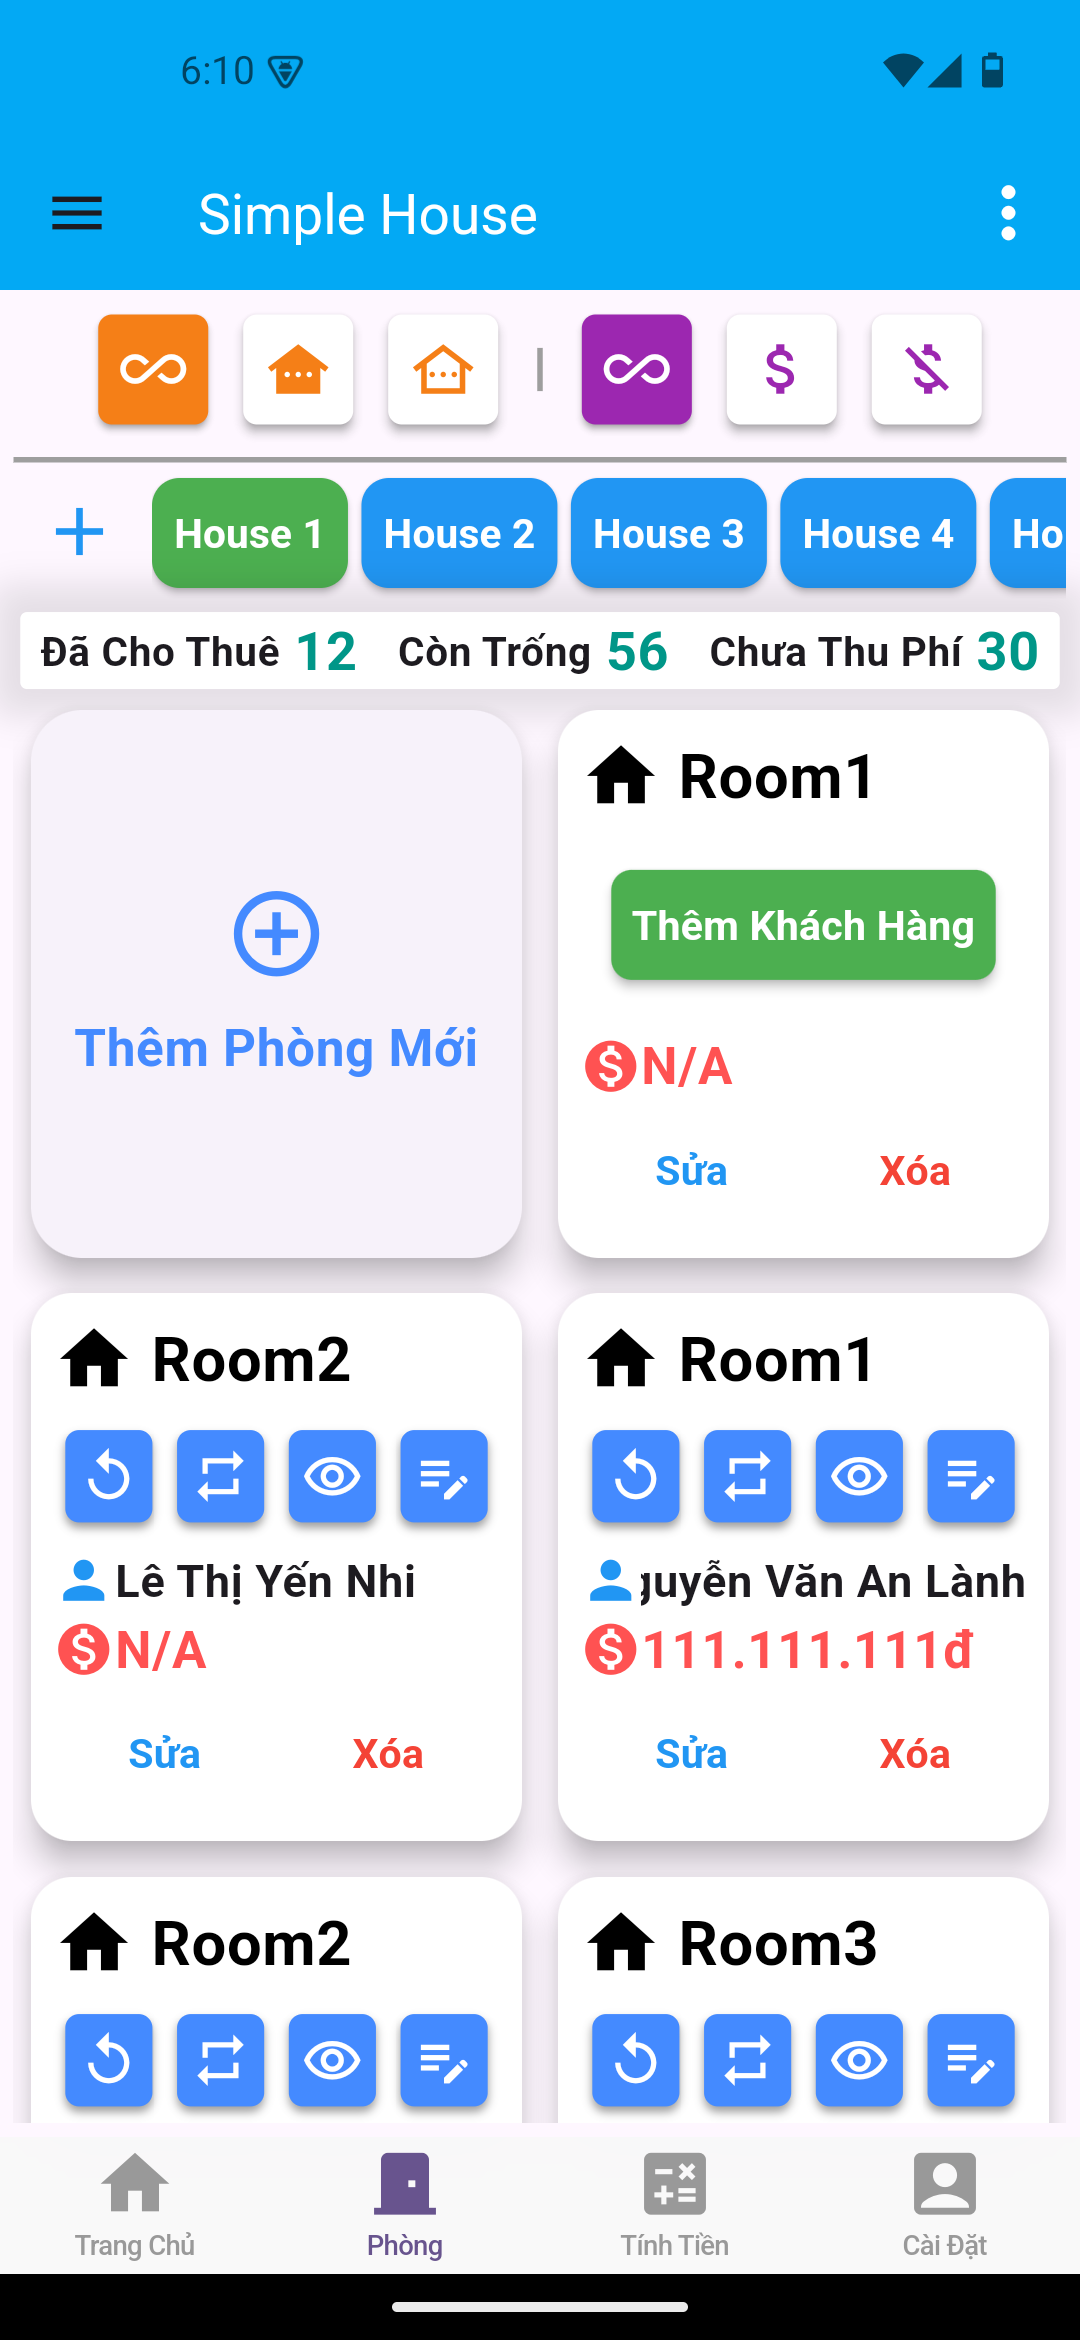 6:10
Simple House
House 1 House 2 House 3 House 4 Ho
Đã Cho Thuê 12 Còn Trống 56 Chưa Thu Phí 30
Thêm Phòng Mới
Room1
Thêm Khách Hàng
N/A
Sửa Xóa
Room2
Lê Thị Yến Nhi
N/A
Sửa Xóa
Room1
guyễn Văn An Lành
111.111.111đ
Sửa Xóa
Room2
Room3
Trang Chủ Phòng Tính Tiền Cài Đặt